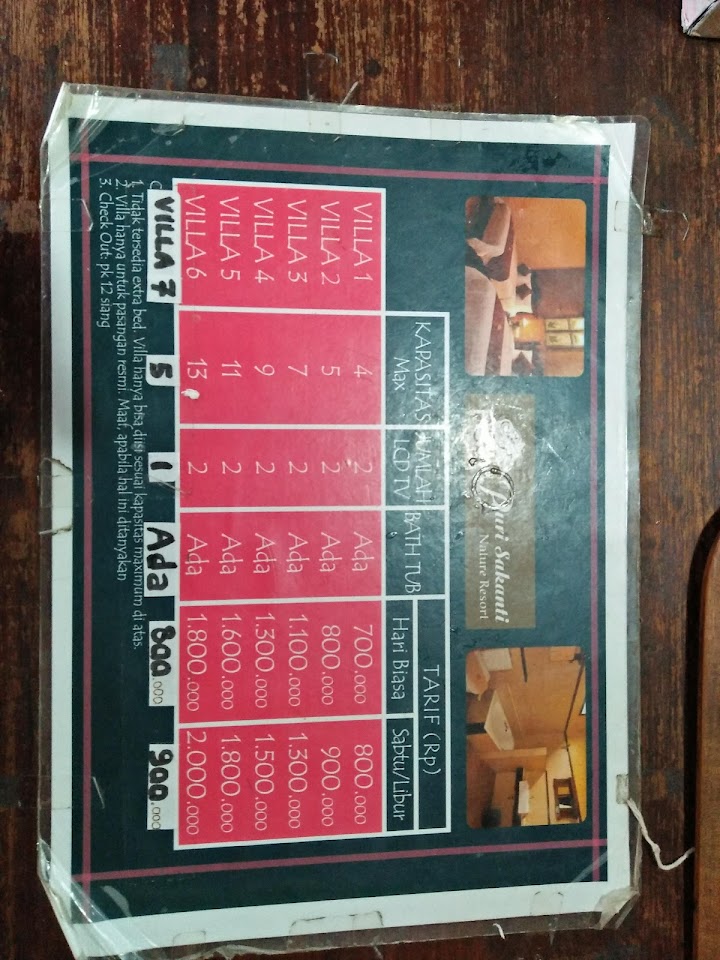 Puri Sukanti
Nature Resort
KAPASITAS Max JUMLAH LCD TV BATH TUB TARIF (Rp)
Hari Biasa Sabtu/Libur
VILLA 1 4 2 Ada 700.000 800.000
VILLA 2 5 2 Ada 800.000 900.000
VILLA 3 7 2 Ada 1.100.000 1.300.000
VILLA 4 9 2 Ada 1.300.000 1.500.000
VILLA 5 11 2 Ada 1.600.000 1.800.000
VILLA 6 13 2 Ada 1.800.000 2.000.000
VILLA 7 5 1 Ada 800.000 900.000
1. Tidak tersedia extra bed. Villa hanya bisa diisi sesuai kapasitas maximum di atas.
2. Villa hanya untuk pasangan resmi. Maaf, apabila hal ini ditanyakan
3. Check Out: pk 12 siang